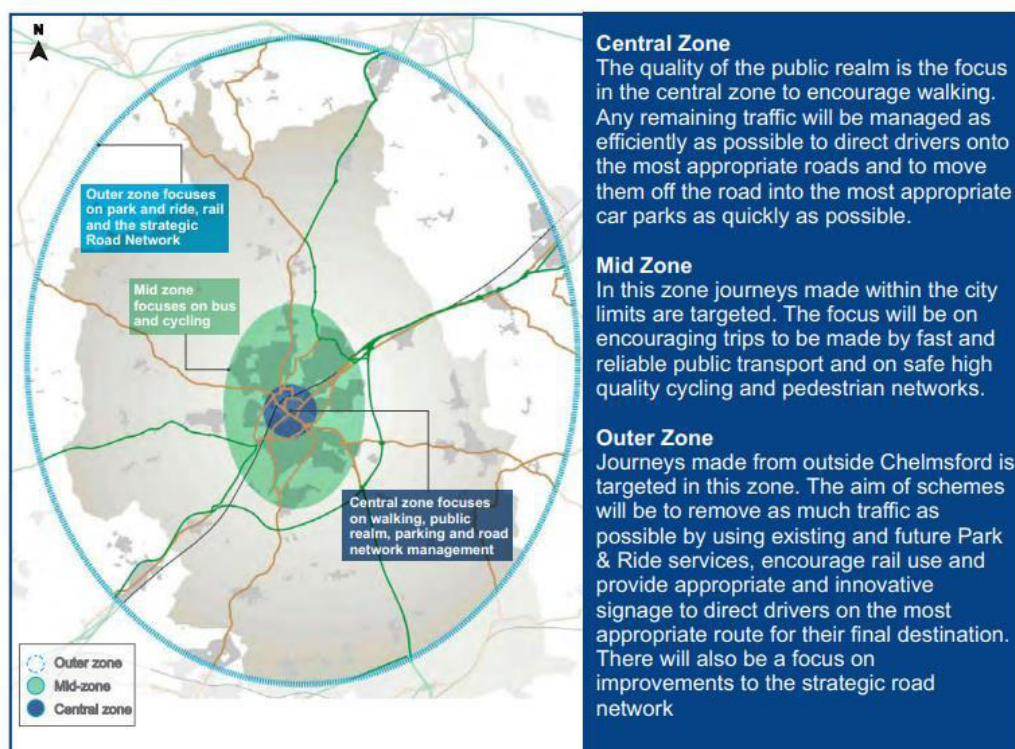 N
Outer zone focuses
on park and ride, rail
and the strategic
Road Network
Mid zone
focuses on bus
and cycling
Central zone focuses
on walking, public
realm, parking and road
network management
Outer zone
Mid-zone
Central zone
Central Zone
The quality of the public realm is the focus
in the central zone to encourage walking.
Any remaining traffic will be managed as
efficiently as possible to direct drivers onto
the most appropriate roads and to move
them off the road into the most appropriate
car parks as quickly as possible.
Mid Zone
In this zone journeys made within the city
limits are targeted. The focus will be on
encouraging trips to be made by fast and
reliable public transport and on safe high
quality cycling and pedestrian networks.
Outer Zone
Journeys made from outside Chelmsford is
targeted in this zone. The aim of schemes
will be to remove as much traffic as
possible by using existing and future Park
& Ride services, encourage rail use and
provide appropriate and innovative
signage to direct drivers on the most
appropriate route for their final destination.
There will also be a focus on
improvements to the strategic road
network